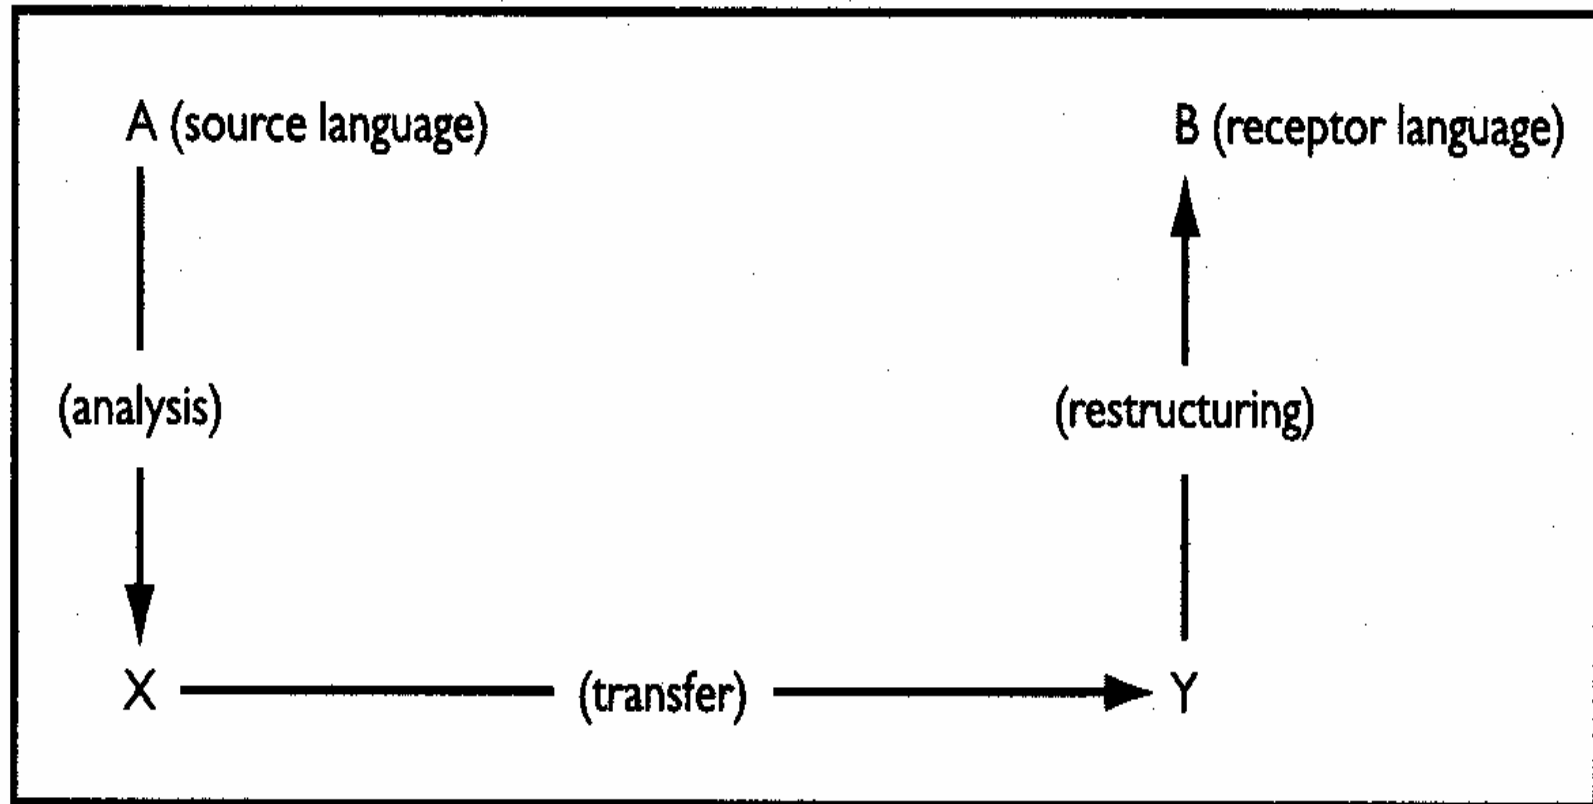 A (source language)
B (receptor language)
(analysis)
(restructuring)
X
(transfer)
Y